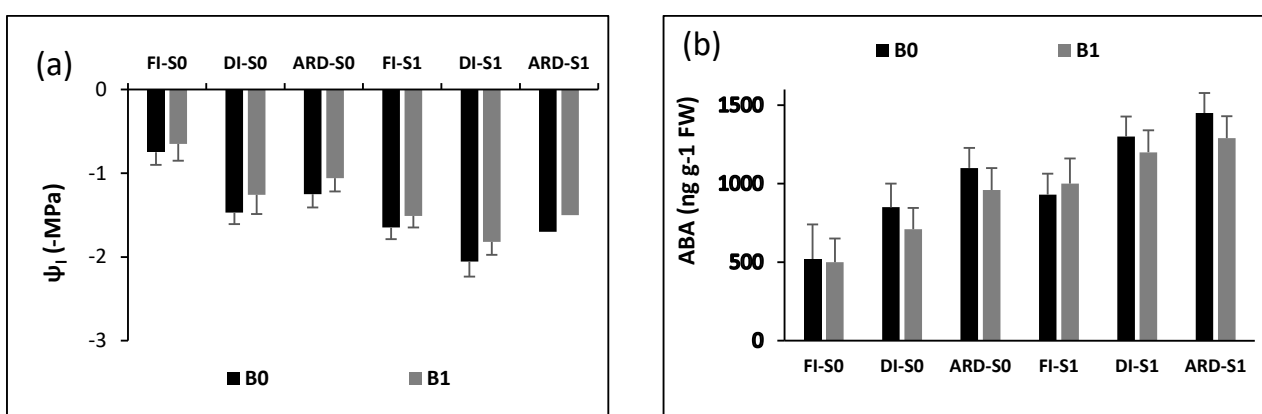 (a)
FI-S0 DI-S0 ARD-S0 FI-S1 DI-S1 ARD-S1
0
-1
-2
-3
ψl (-MPa)
B0 B1
(b)
B0 B1
ABA (ng g-1 FW)
1500
1000
500
0
FI-S0 DI-S0 ARD-S0 FI-S1 DI-S1 ARD-S1